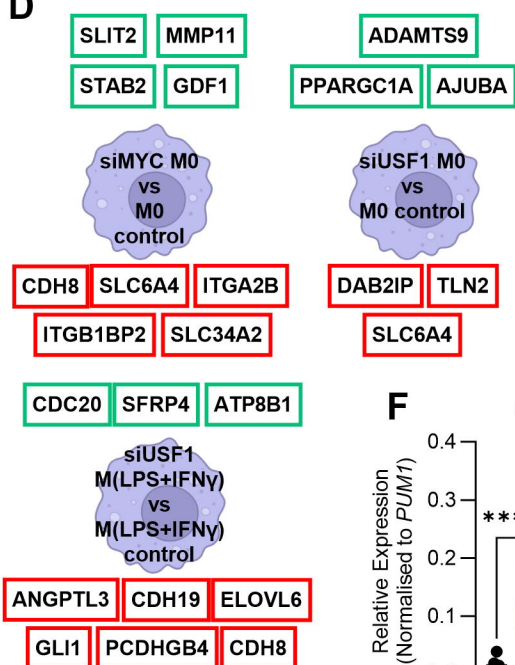 D
SLIT2 MMP11
STAB2 GDF1
siMYC M0
vs
M0
control
CDH8 SLC6A4 ITGA2B
ITGB1BP2 SLC34A2
ADAMTS9
PPARGC1A AJUBA
siUSF1 M0
vs
M0 control
DAB2IP TLN2
SLC6A4
CDC20 SFRP4 ATP8B1
siUSF1
M(LPS+IFNγ)
vs
M(LPS+IFNγ)
control
ANGPTL3 CDH19 ELOVL6
GLI1 PCDHGB4 CDH8
F
Relative Expression
(Normalised to PUM1)
0.4
0.3
0.2
0.1
**